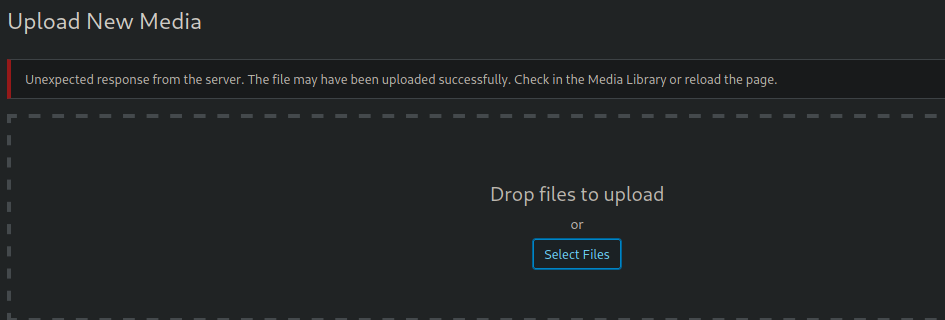 Upload New Media
Unexpected response from the server. The file may have been uploaded successfully. Check in the Media Library or reload the page.
Drop files to upload
or
Select Files